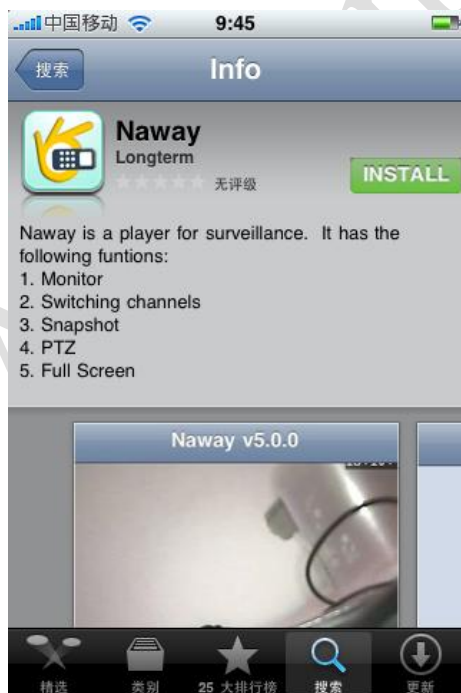 中国移动 9:45
搜索 Info
Naway
Longterm
无评级
INSTALL
Naway is a player for surveillance. It has the
following funtions:
1. Monitor
2. Switching channels
3. Snapshot
4. PTZ
5. Full Screen
Naway v5.0.0
精选 类别 25 大排行榜 搜索 更新